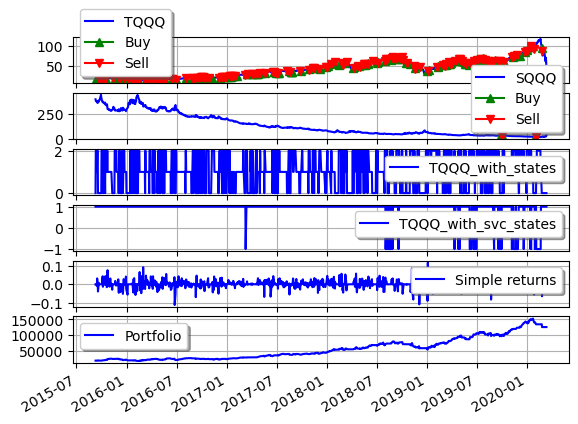 TQQQ
Buy
Sell
100
50
SQQQ
Buy
Sell
250
0
2
0
TQQQ_with_states
1
0
−1
TQQQ_with_svc_states
0.1
0.0
−0.1
Simple returns
150000
100000
50000
Portfolio
2015-07
2016-01
2016-07
2017-01
2017-07
2018-01
2018-07
2019-01
2019-07
2020-01